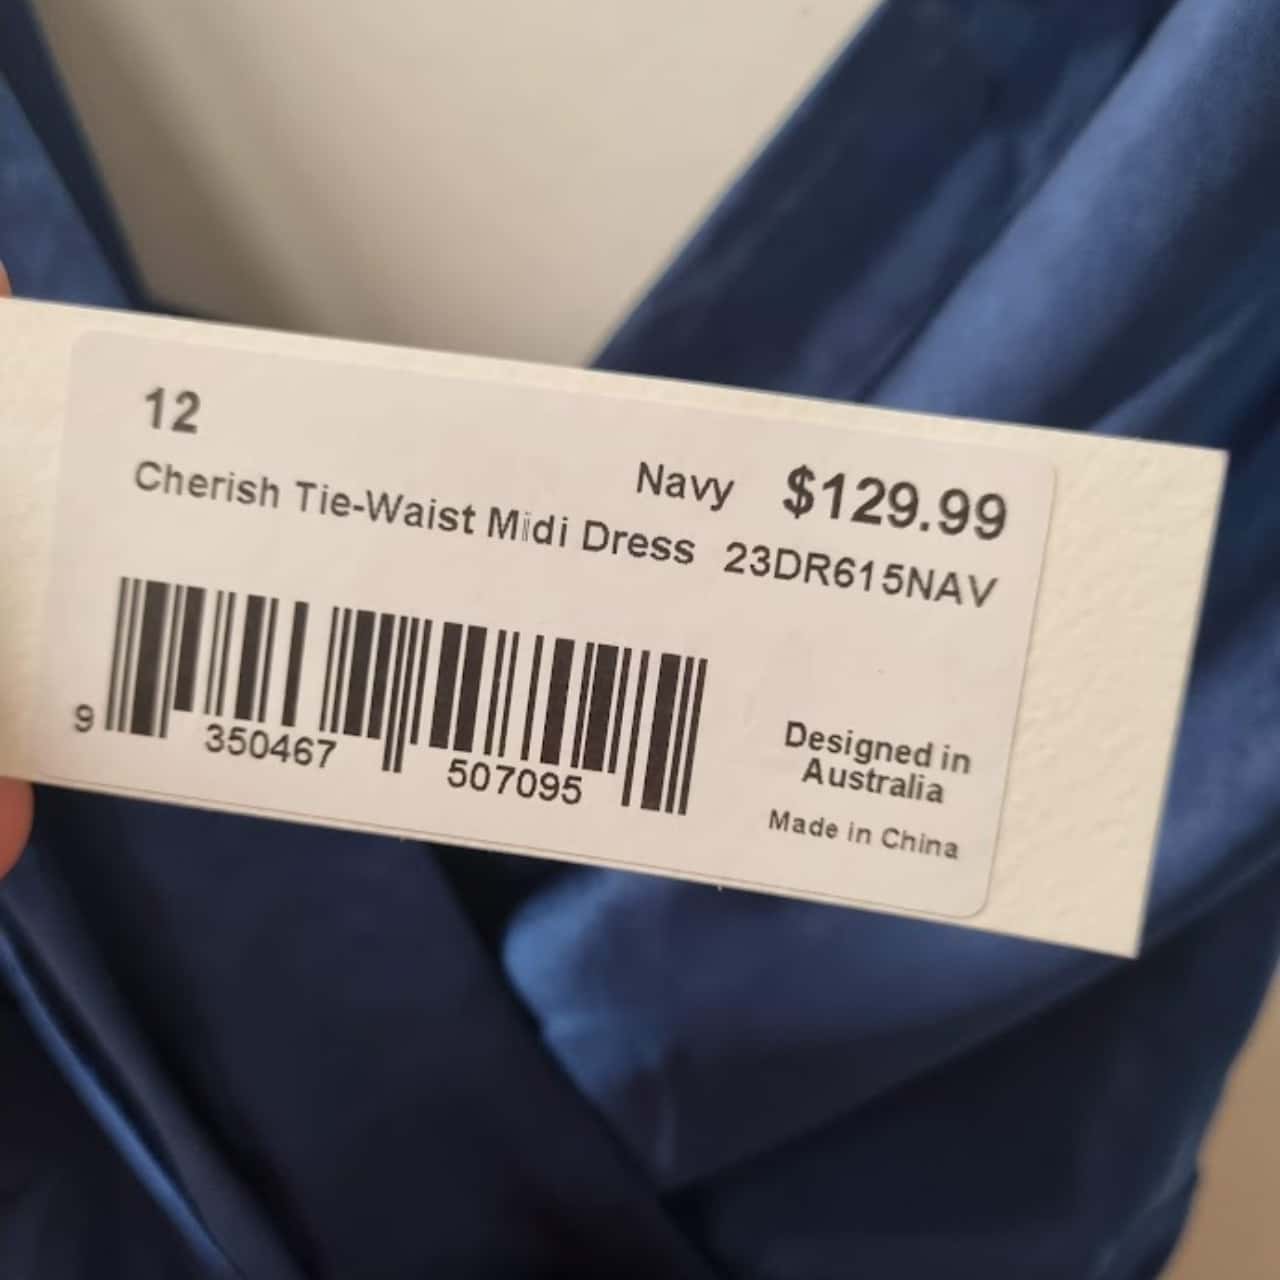 12
Navy $129.99
Cherish Tie-Waist Midi Dress 23DR615NAV
9 350467 507095
Designed in
Australia
Made in China